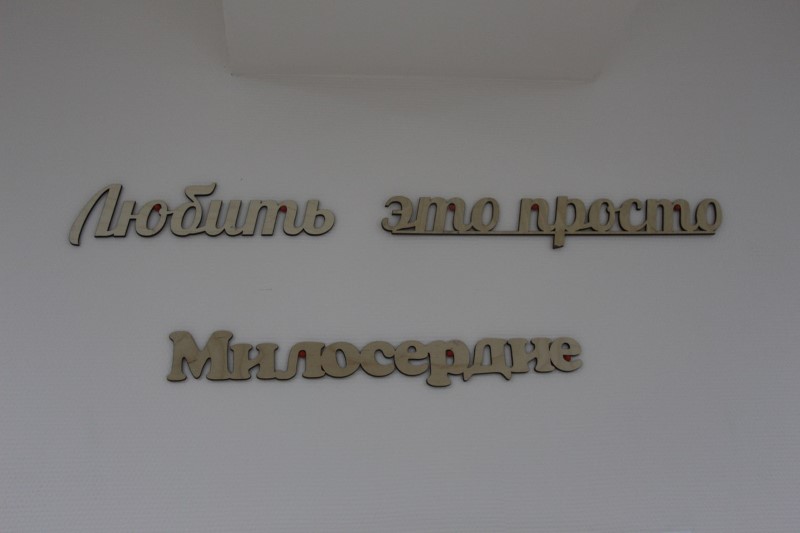 Любить это просто
Милосердие